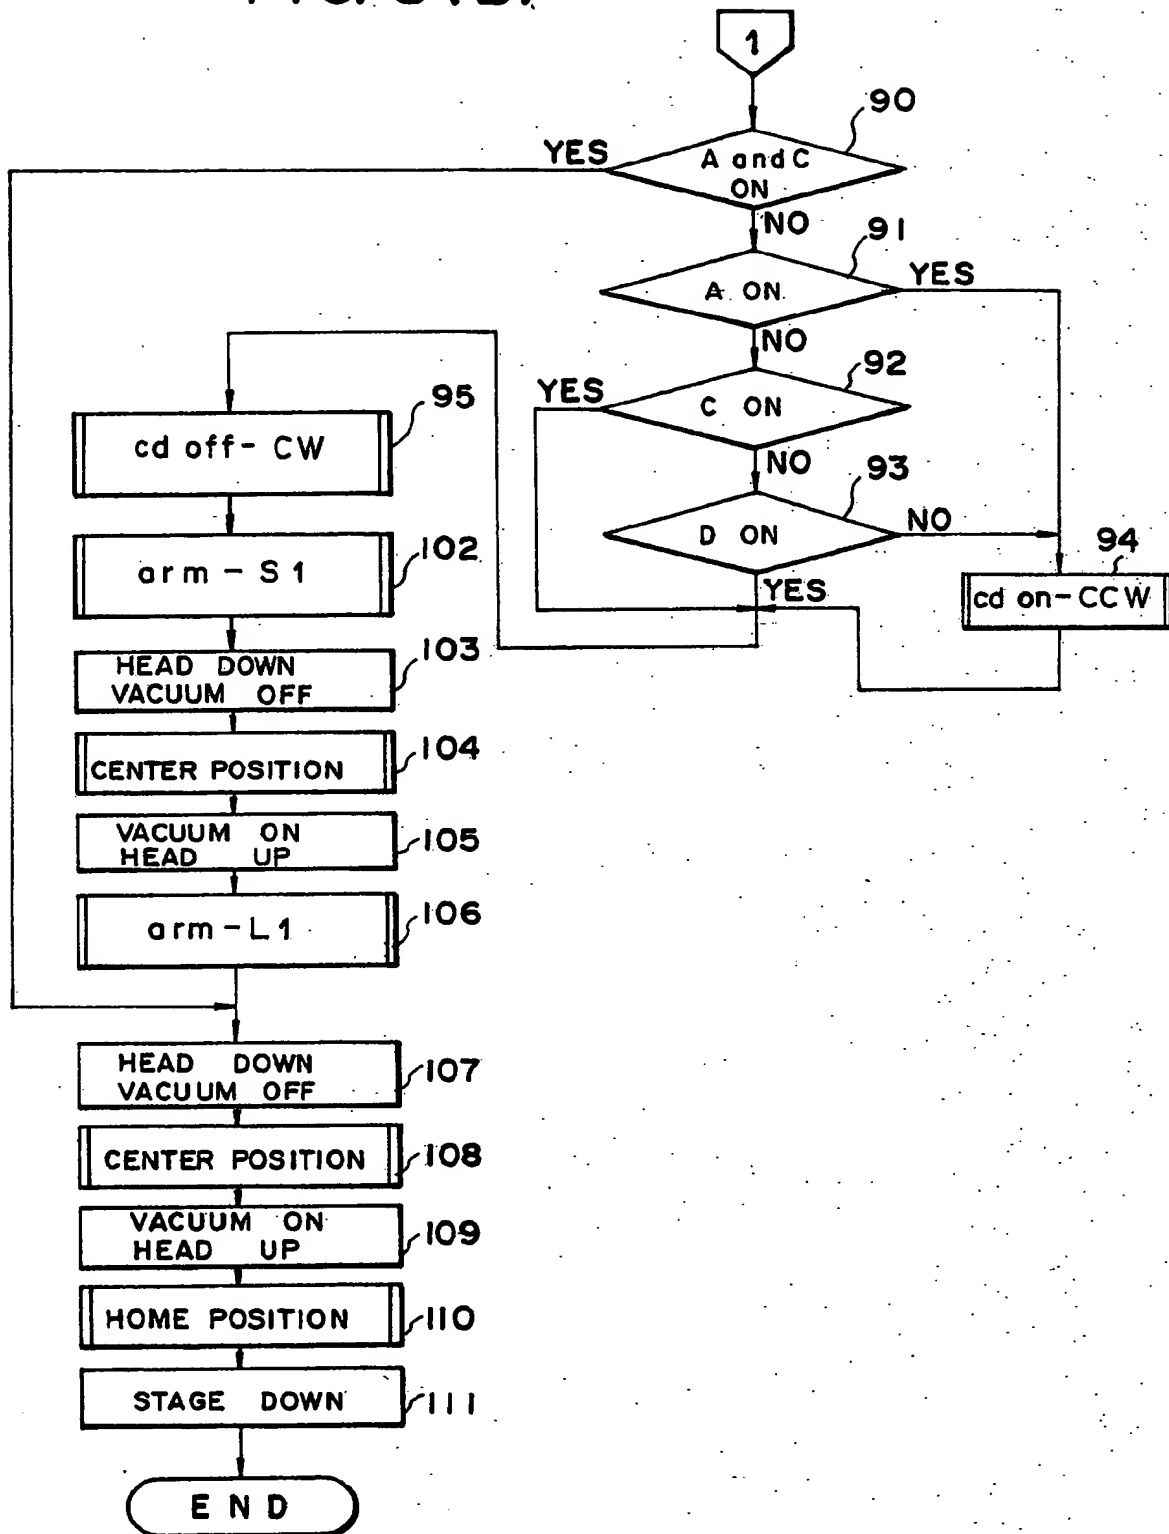 1
90
YES
A and C
ON
NO
91
A ON
YES
NO
92
YES
C ON
NO
93
D ON
NO
YES
94
cd on-CCW
95
cd off- CW
arm - S1
102
HEAD DOWN
VACUUM OFF
103
CENTER POSITION
104
VACUUM ON
HEAD UP
105
arm - L1
106
HEAD DOWN
VACUUM OFF
107
CENTER POSITION
108
VACUUM ON
HEAD UP
109
HOME POSITION
110
STAGE DOWN
111
END